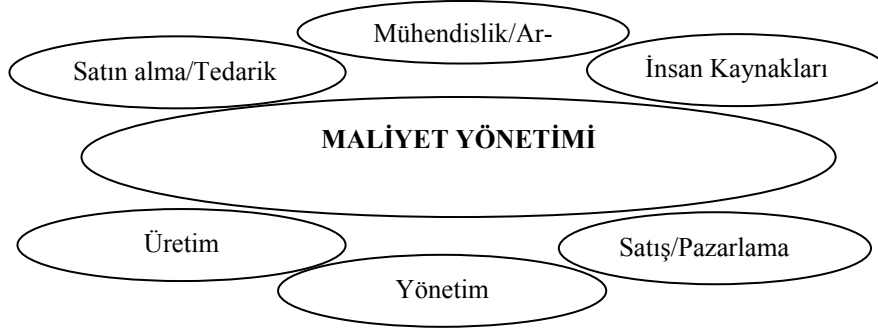 Mühendislik/Ar-
Satın alma/Tedarik
İnsan Kaynakları
MALİYET YÖNETİMİ
Üretim
Satış/Pazarlama
Yönetim